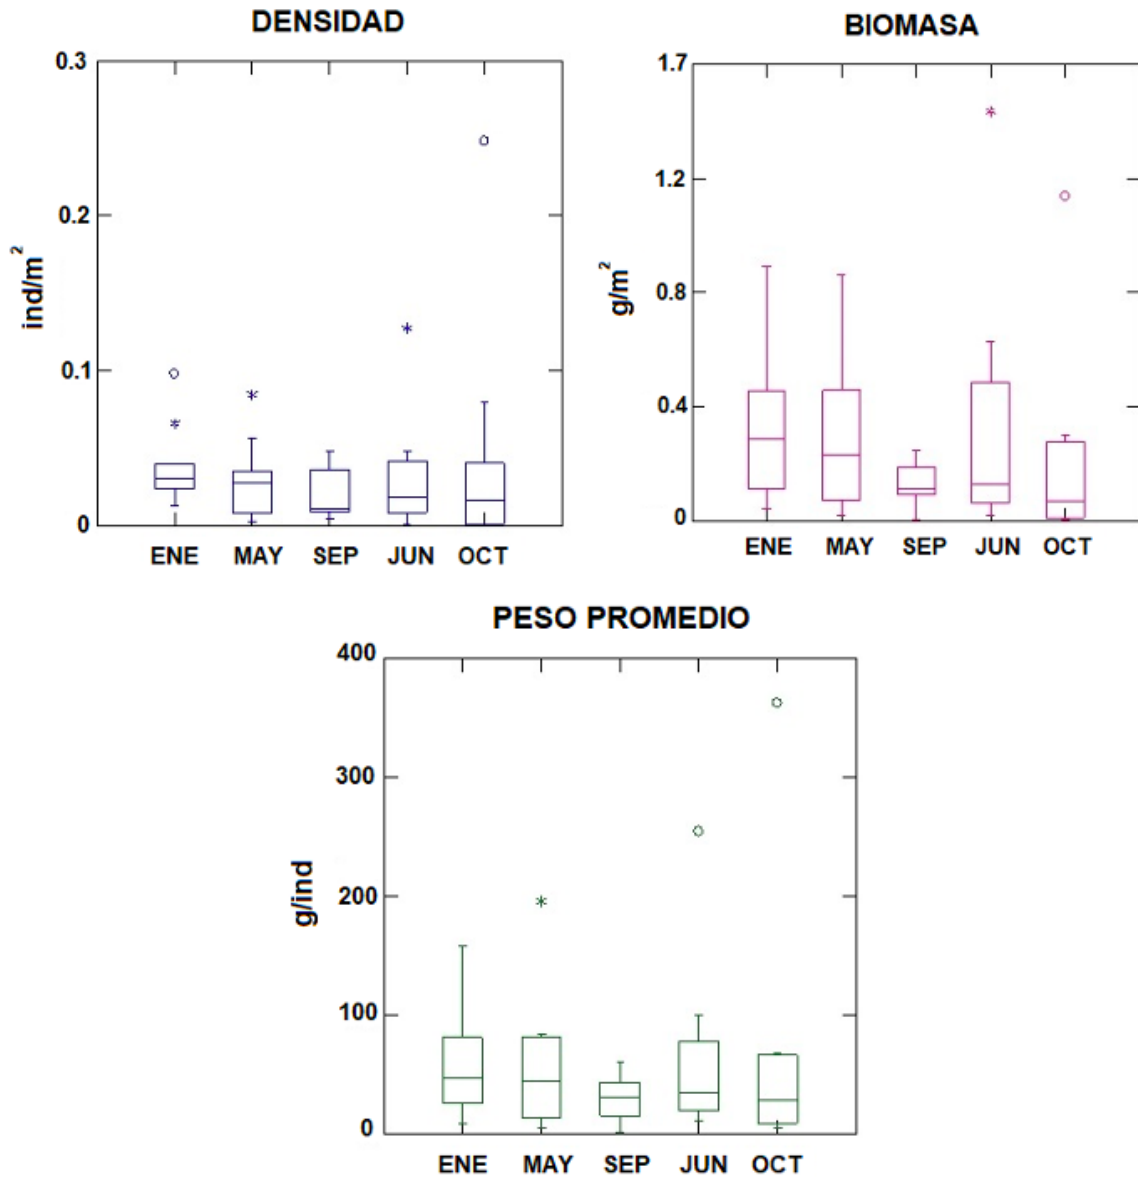 DENSIDAD
0.3
0.2
0.1
0
ind/m²
ENE MAY SEP JUN OCT
BIOMASA
1.7
1.2
0.8
0.4
0
g/m²
ENE MAY SEP JUN OCT
PESO PROMEDIO
400
300
200
100
0
g/ind
ENE MAY SEP JUN OCT